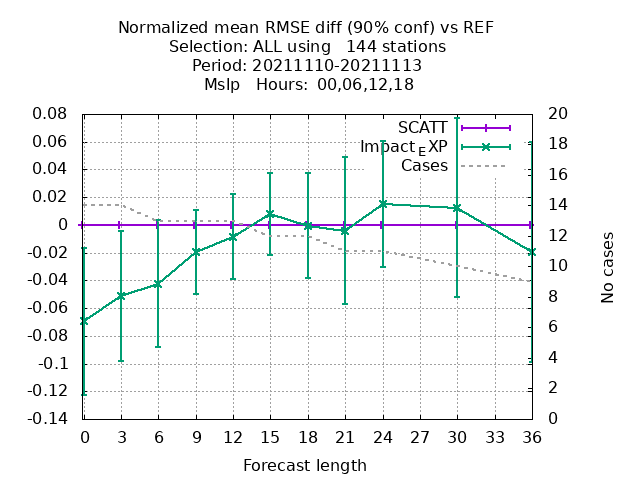 Normalized mean RMSE diff (90% conf) vs REF
Selection: ALL using   144 stations
Period: 20211110-20211113
Mslp   Hours: 00,06,12,18
SCATT
Impact_EXP
Cases
0.08
0.06
0.04
0.02
0
-0.02
-0.04
-0.06
-0.08
-0.1
-0.12
-0.14
20
18
16
14
12
10
8
6
4
2
0
No cases
0 3 6 9 12 15 18 21 24 27 30 33 36
Forecast length